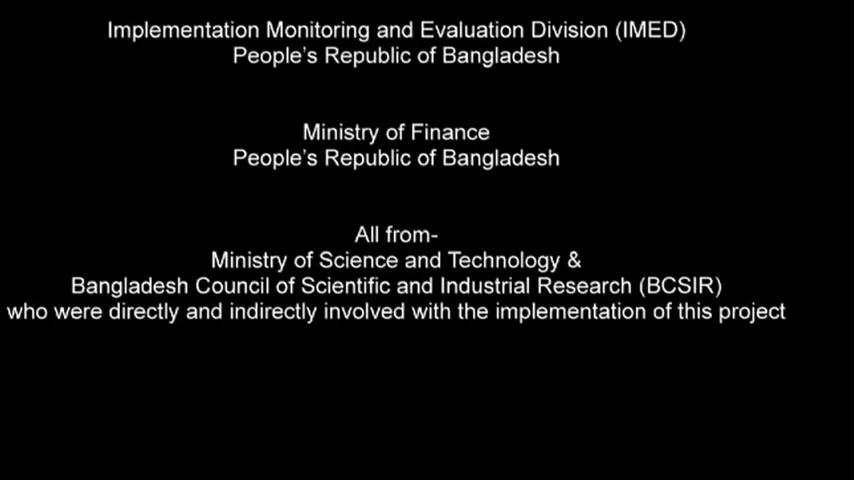 Implementation Monitoring and Evaluation Division (IMED)
People's Republic of Bangladesh
Ministry of Finance
People's Republic of Bangladesh
All from-
Ministry of Science and Technology &
Bangladesh Council of Scientific and Industrial Research (BCSIR)
who were directly and indirectly involved with the implementation of this project